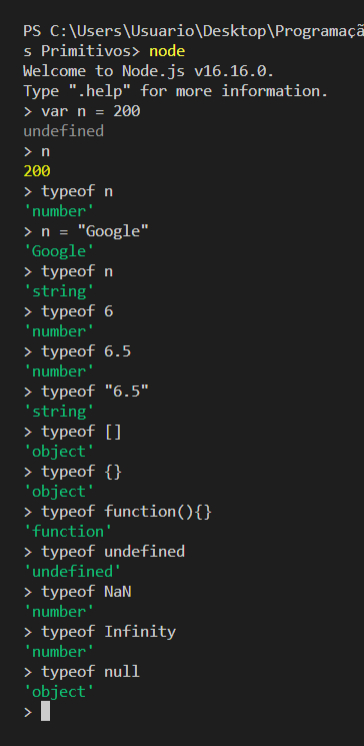 PS C:\Users\Usuario\Desktop\Programaçã
s Primitivos> node
Welcome to Node.js v16.16.0.
Type ".help" for more information.
> var n = 200
undefined
> n
200
> typeof n
'number'
> n = "Google"
'Google'
> typeof n
'string'
> typeof 6
'number'
> typeof 6.5
'number'
> typeof "6.5"
'string'
> typeof []
'object'
> typeof {}
'object'
> typeof function(){}
'function'
> typeof undefined
'undefined'
> typeof NaN
'number'
> typeof Infinity
'number'
> typeof null
'object'
>